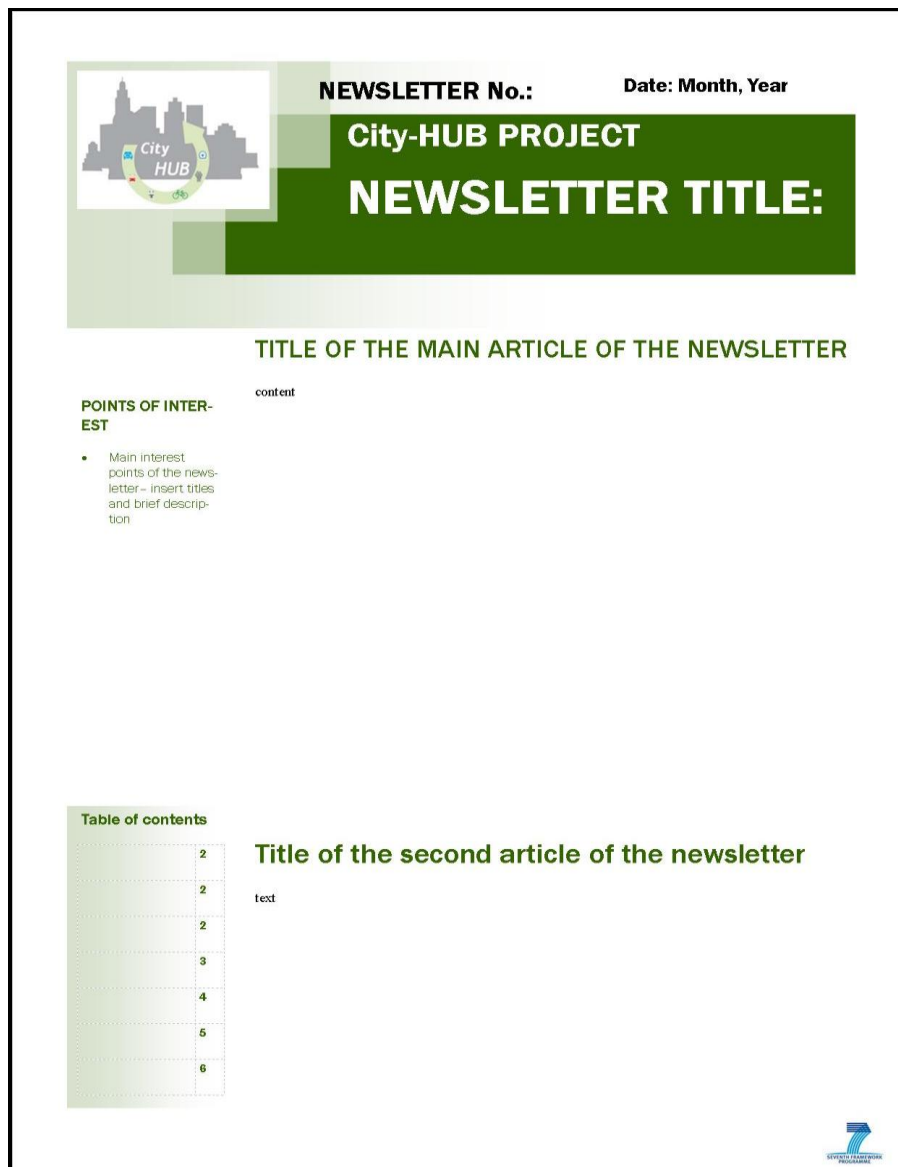 NEWSLETTER No.:
Date: Month, Year
City-HUB PROJECT
NEWSLETTER TITLE:
City
HUB
TITLE OF THE MAIN ARTICLE OF THE NEWSLETTER
content
POINTS OF INTER-
EST
• Main interest
points of the news-
letter– insert titles
and brief descrip-
tion
Table of contents
2
2
2
3
4
5
6
Title of the second article of the newsletter
text
SEVENTH FRAMEWORK
PROGRAMME